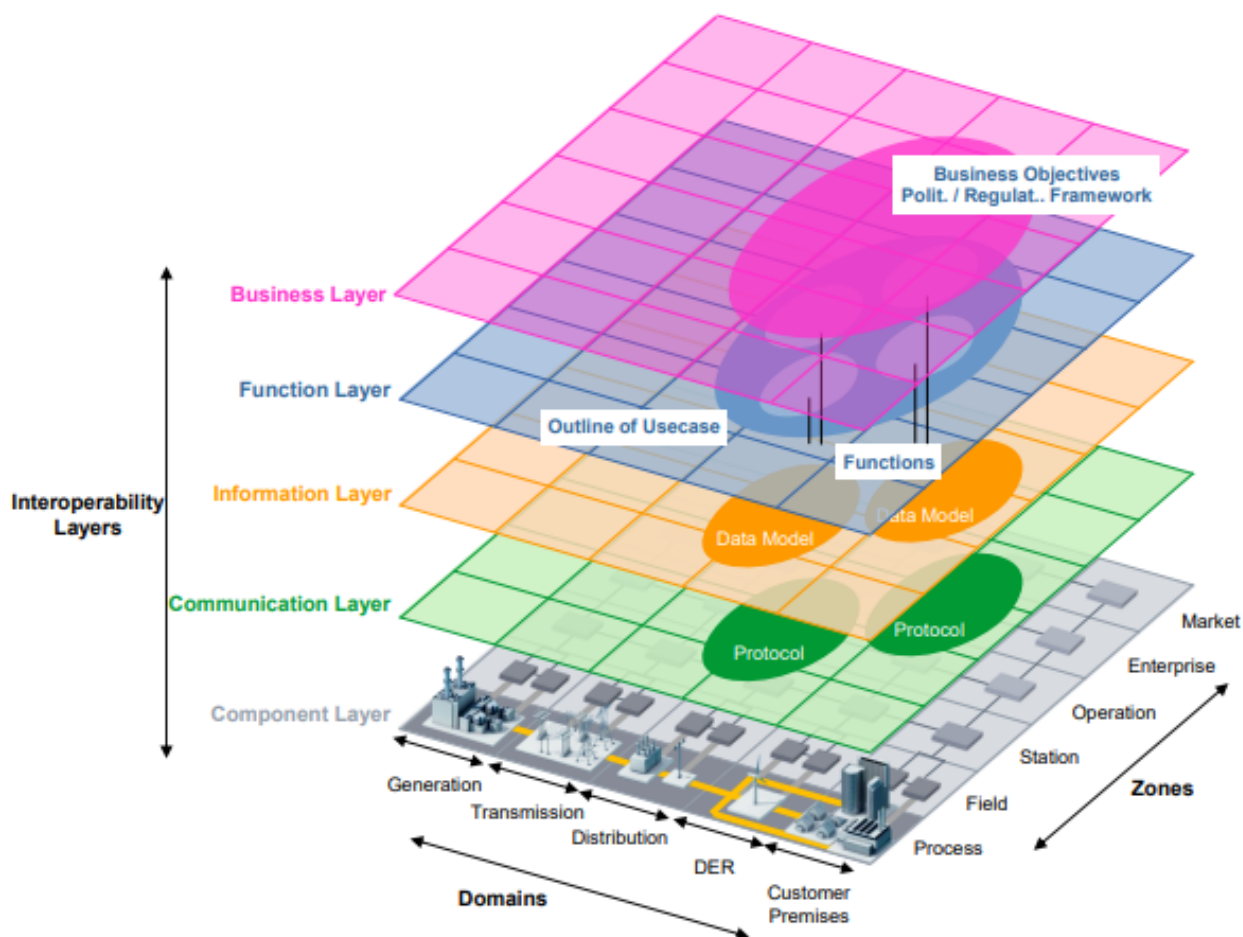 Business Objectives
Polit. / Regulat.. Framework
Business Layer
Function Layer
Outline of Usecase
Functions
Information Layer
Data Model
Data Model
Interoperability
Layers
Communication Layer
Protocol
Protocol
Component Layer
Market
Enterprise
Operation
Station
Field
Process
Zones
Generation
Transmission
Distribution
DER
Customer
Premises
Domains